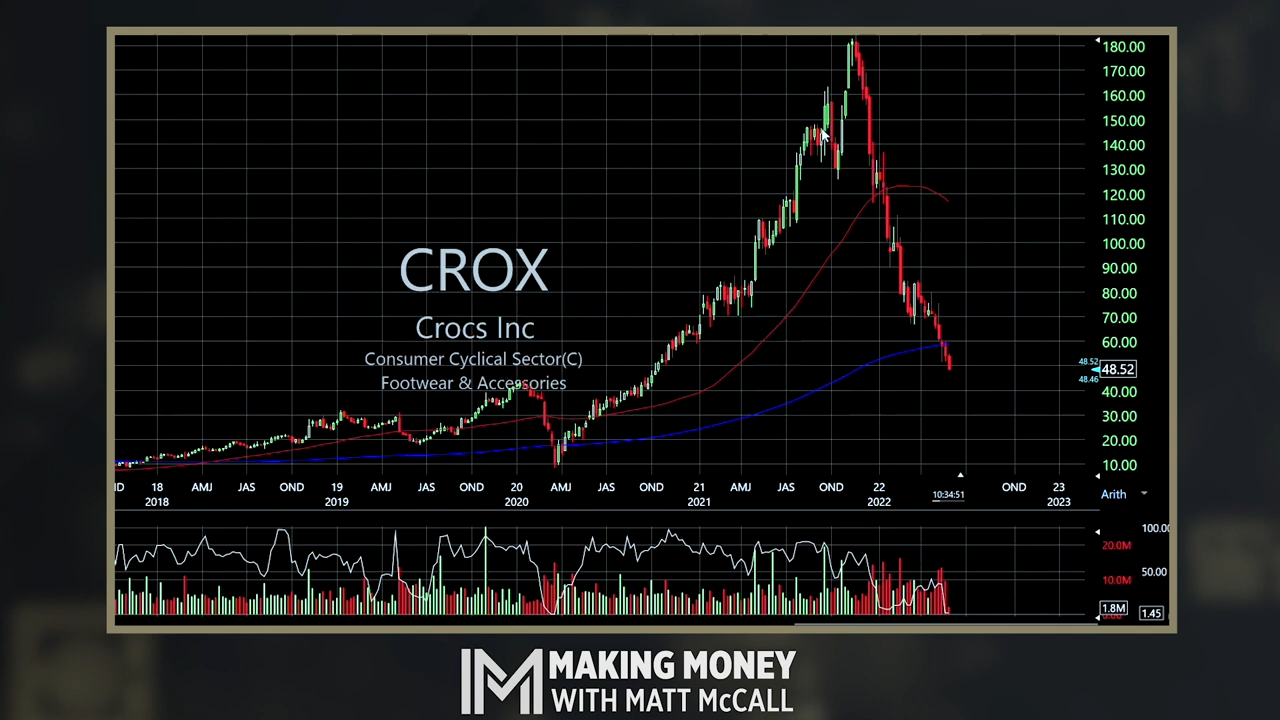 180.00
170.00
160.00
150.00
140.00
130.00
120.00
110.00
100.00
90.00
80.00
70.00
60.00
48.52
48.52
48.46
40.00
30.00
20.00
10.00
CROX
Crocs Inc
Consumer Cyclical Sector(C)
Footwear & Accessories
18 AMJ JAS OND 19 AMJ JAS OND 20 AMJ JAS OND 21 AMJ JAS OND 22 OND 23
2018 2019 2020 2021 2022 2023
10:34:51
Arith
100.00
20.0M
50.00
10.0M
1.8M
1.45
MAKING MONEY
WITH MATT McCALL